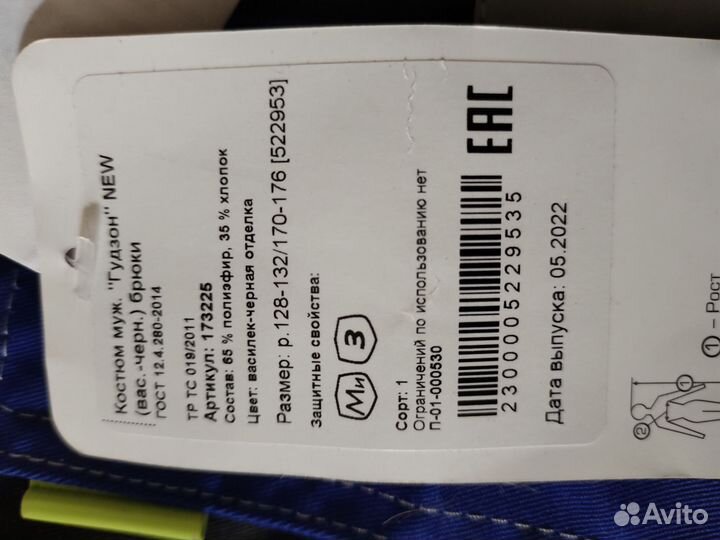 Костюм муж. "Гудзон" NEW
(вас.-черн.) брюки
ГОСТ 12.4.280-2014
ТР ТС 019/2011
Артикул: 173225
Состав: 65 % полиэфир, 35 % хлопок
Цвет: василек-черная отделка
Размер: р.128-132/170-176 [522953]
Защитные свойства:
Ми
З
Сорт: 1
Ограничений по использованию нет
П-01-000530
2300005229535
EAC
Дата выпуска: 05.2022
1 – Рост
1
2
Avito